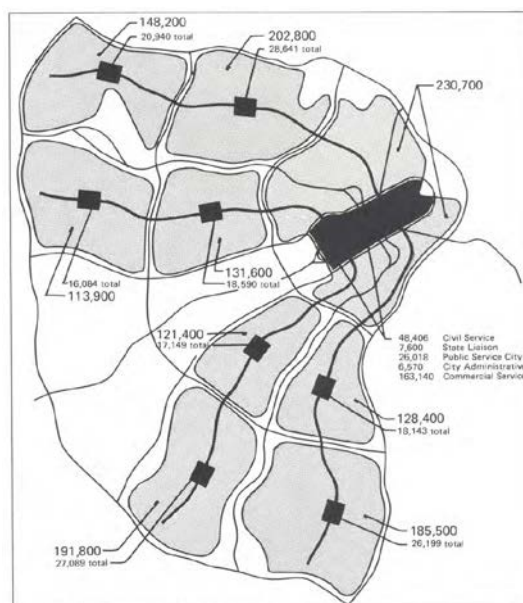 148,200
20,940 total
202,800
28,641 total
230,700
16,084 total
113,900
131,600
18,590 total
121,400
17,149 total
48,406 Civil Service
7,600 State Liaison
26,018 Public Service City
6,570 City Administrative
163,140 Commercial Service
128,400
18,143 total
191,800
27,089 total
185,500
26,199 total